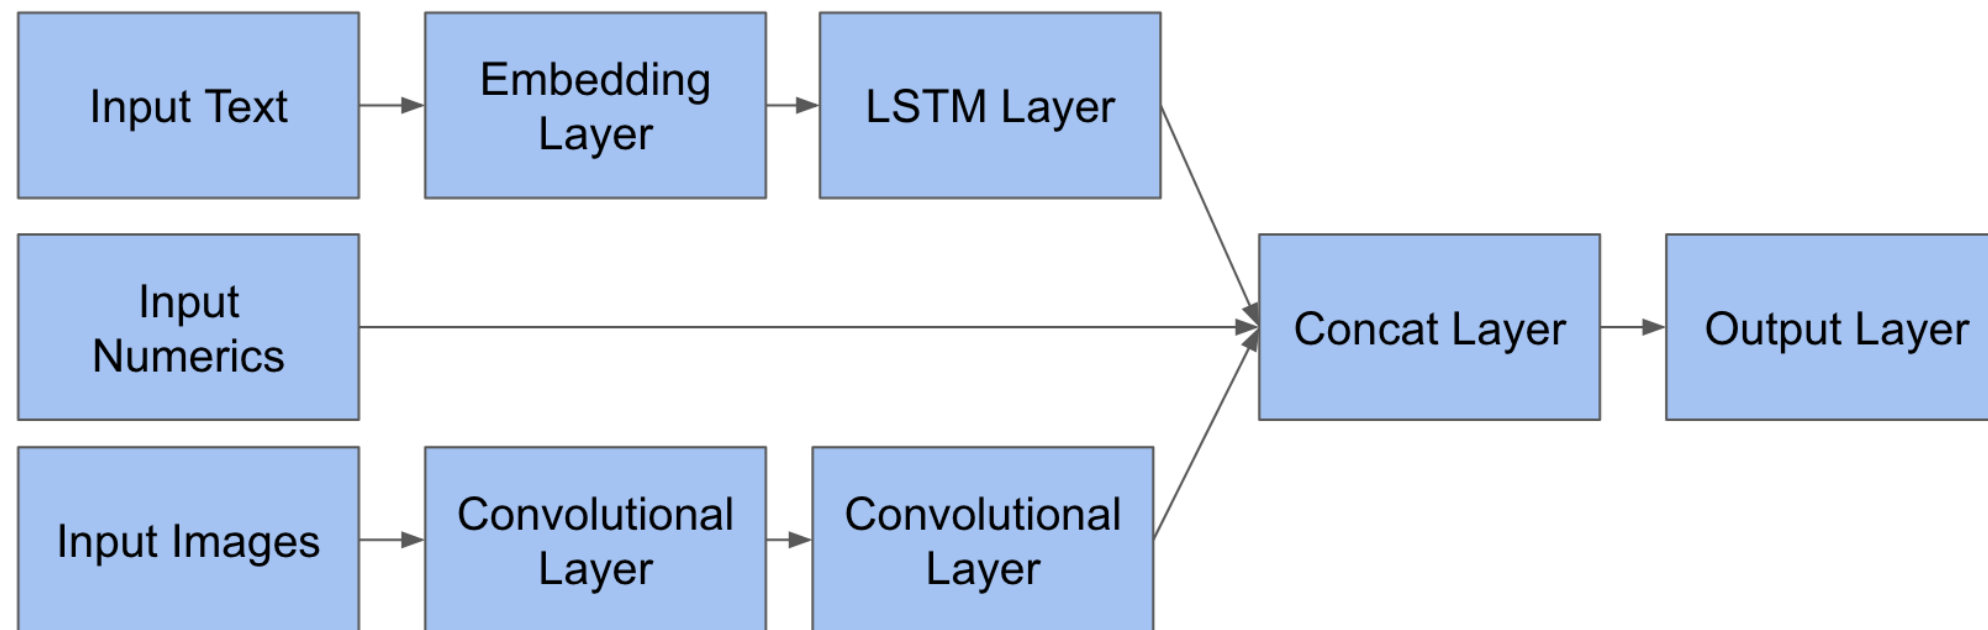 Input Text
Embedding
Layer
LSTM Layer
Input
Numerics
Concat Layer
Output Layer
Input Images
Convolutional
Layer
Convolutional
Layer